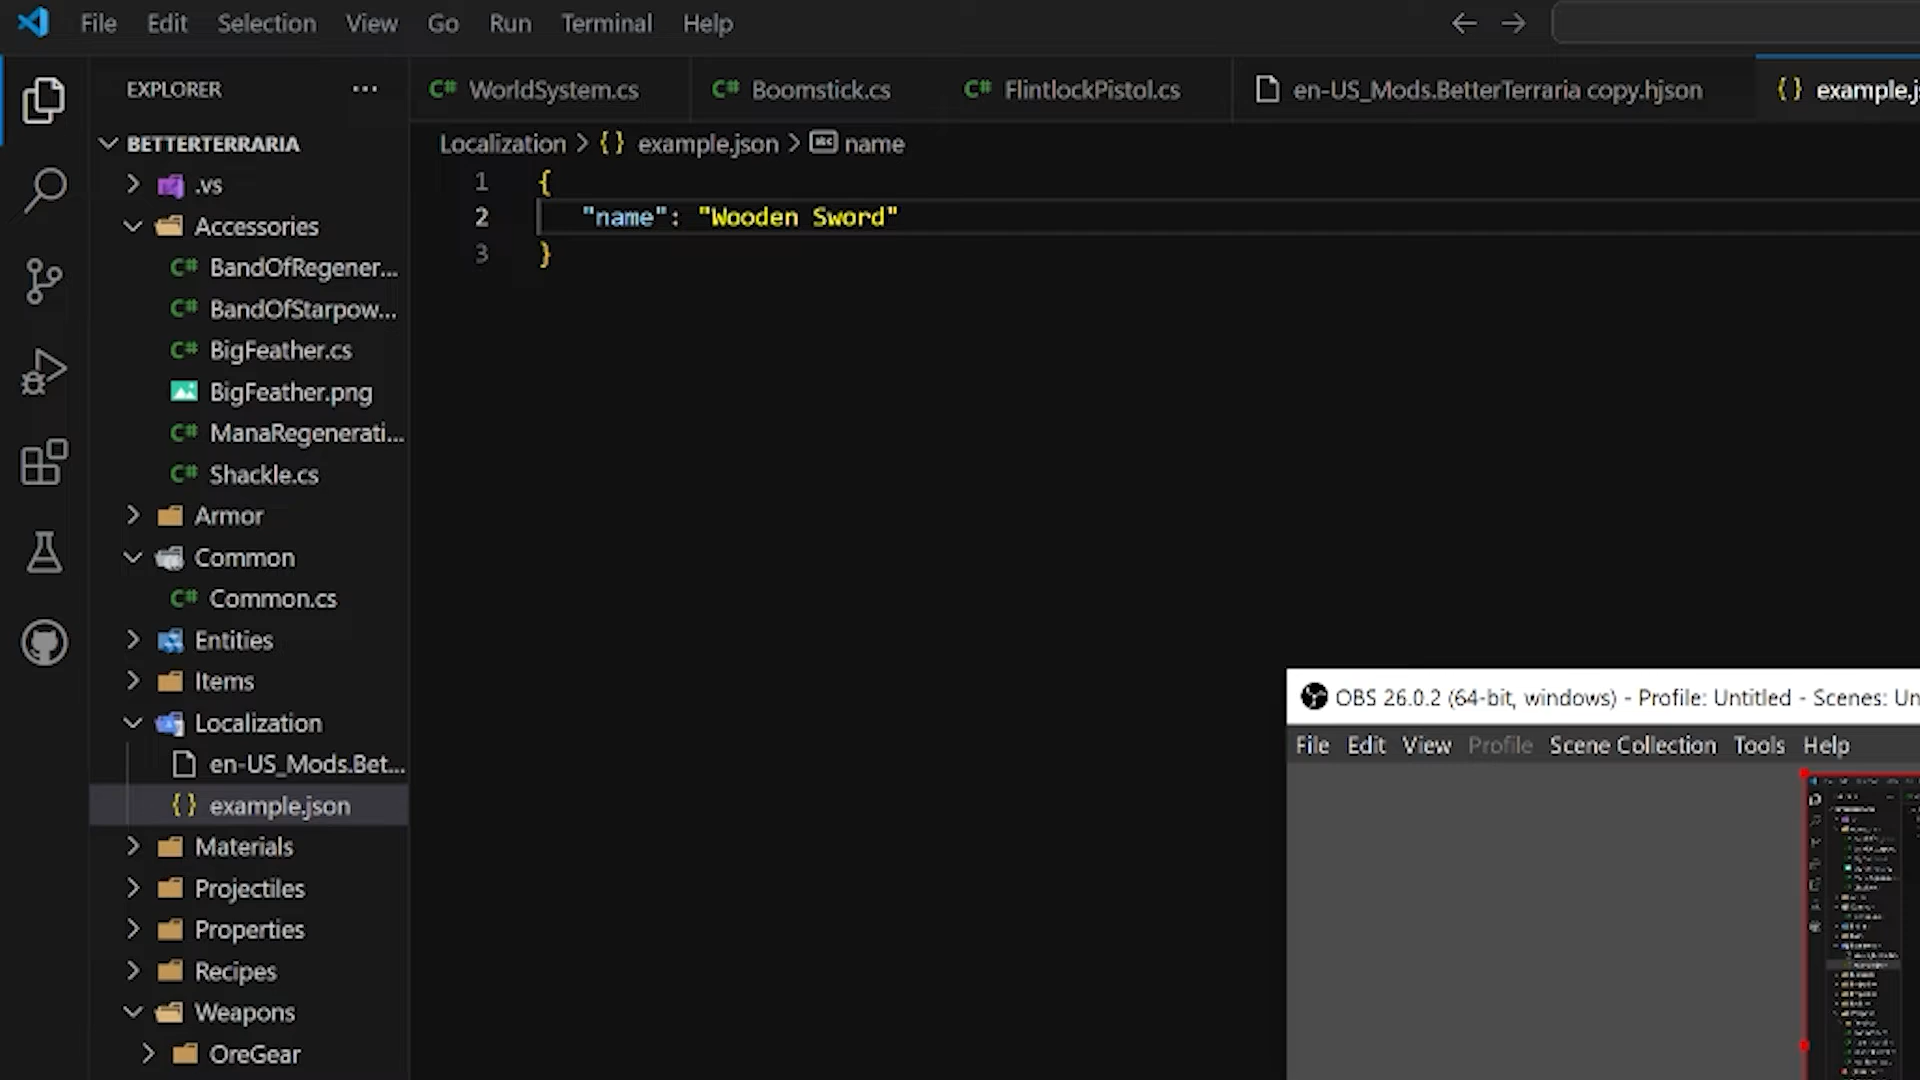 File Edit Selection View Go Run Terminal Help
EXPLORER ...
C# WorldSystem.cs C# Boomstick.cs C# FlintlockPistol.cs en-US_Mods.BetterTerraria copy.hjson {} example.js
BETTERTERRARIA
Localization > {} example.json > abc name
.vs
Accessories
C# BandOfRegener...
C# BandOfStarpow...
C# BigFeather.cs
BigFeather.png
C# ManaRegenerati...
C# Shackle.cs
Armor
Common
C# Common.cs
Entities
Items
Localization
en-US_Mods.Bet...
{} example.json
Materials
Projectiles
Properties
Recipes
Weapons
OreGear
1 {
2 "name": "Wooden Sword"
3 }
OBS 26.0.2 (64-bit, windows) - Profile: Untitled - Scenes: Un
File Edit View Profile Scene Collection Tools Help